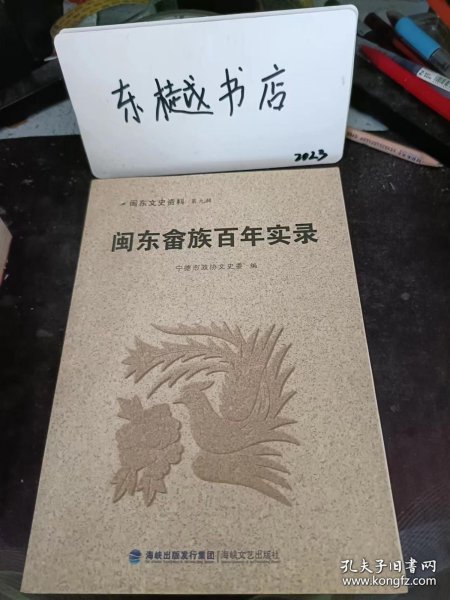 东樾书店
2023
闽东文史资料 第九辑
闽东畲族百年实录
宁德市政协文史委 编
海峡出版发行集团 海峡文艺出版社
孔夫子旧书网
www.kongfz.com